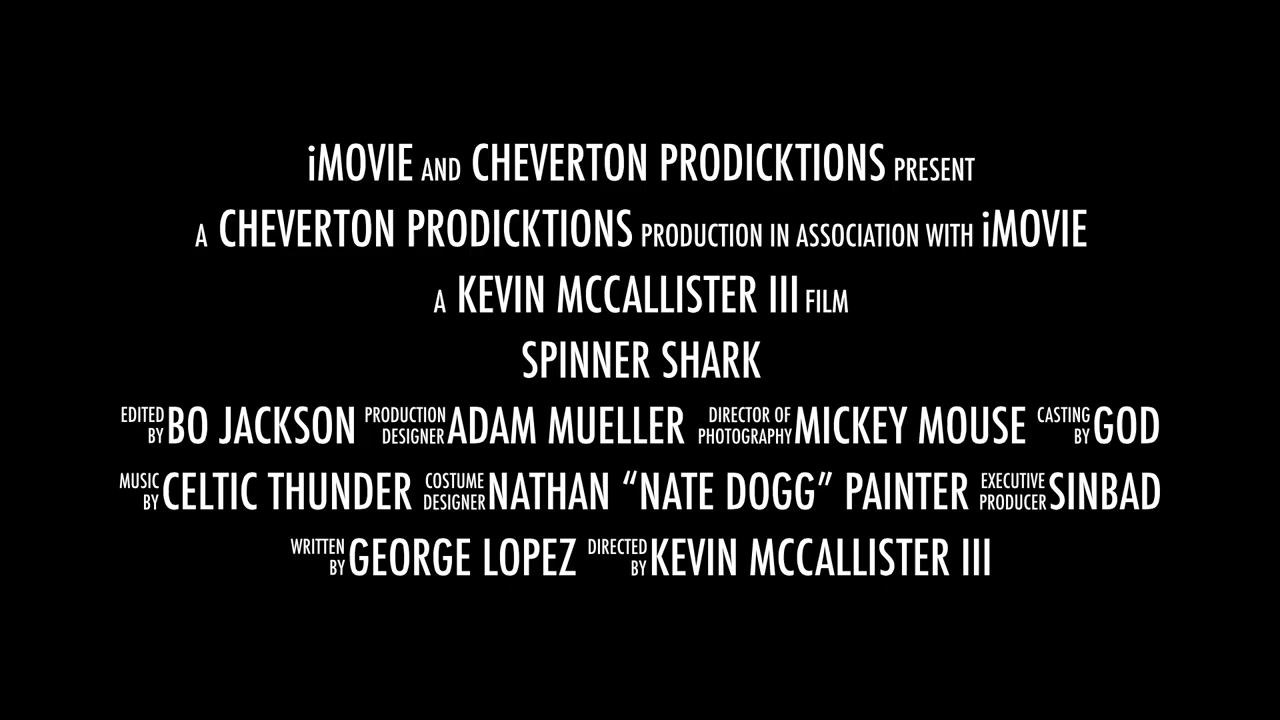 iMOVIE AND CHEVERTON PRODICKTIONS PRESENT
A CHEVERTON PRODICKTIONS PRODUCTION IN ASSOCIATION WITH iMOVIE
A KEVIN MCCALLISTER III FILM
SPINNER SHARK
EDITED BY BO JACKSON PRODUCTION DESIGNER ADAM MUELLER DIRECTOR OF PHOTOGRAPHY MICKEY MOUSE CASTING BY GOD
MUSIC BY CELTIC THUNDER COSTUME DESIGNER NATHAN “NATE DOGG” PAINTER EXECUTIVE PRODUCER SINBAD
WRITTEN BY GEORGE LOPEZ DIRECTED BY KEVIN MCCALLISTER III